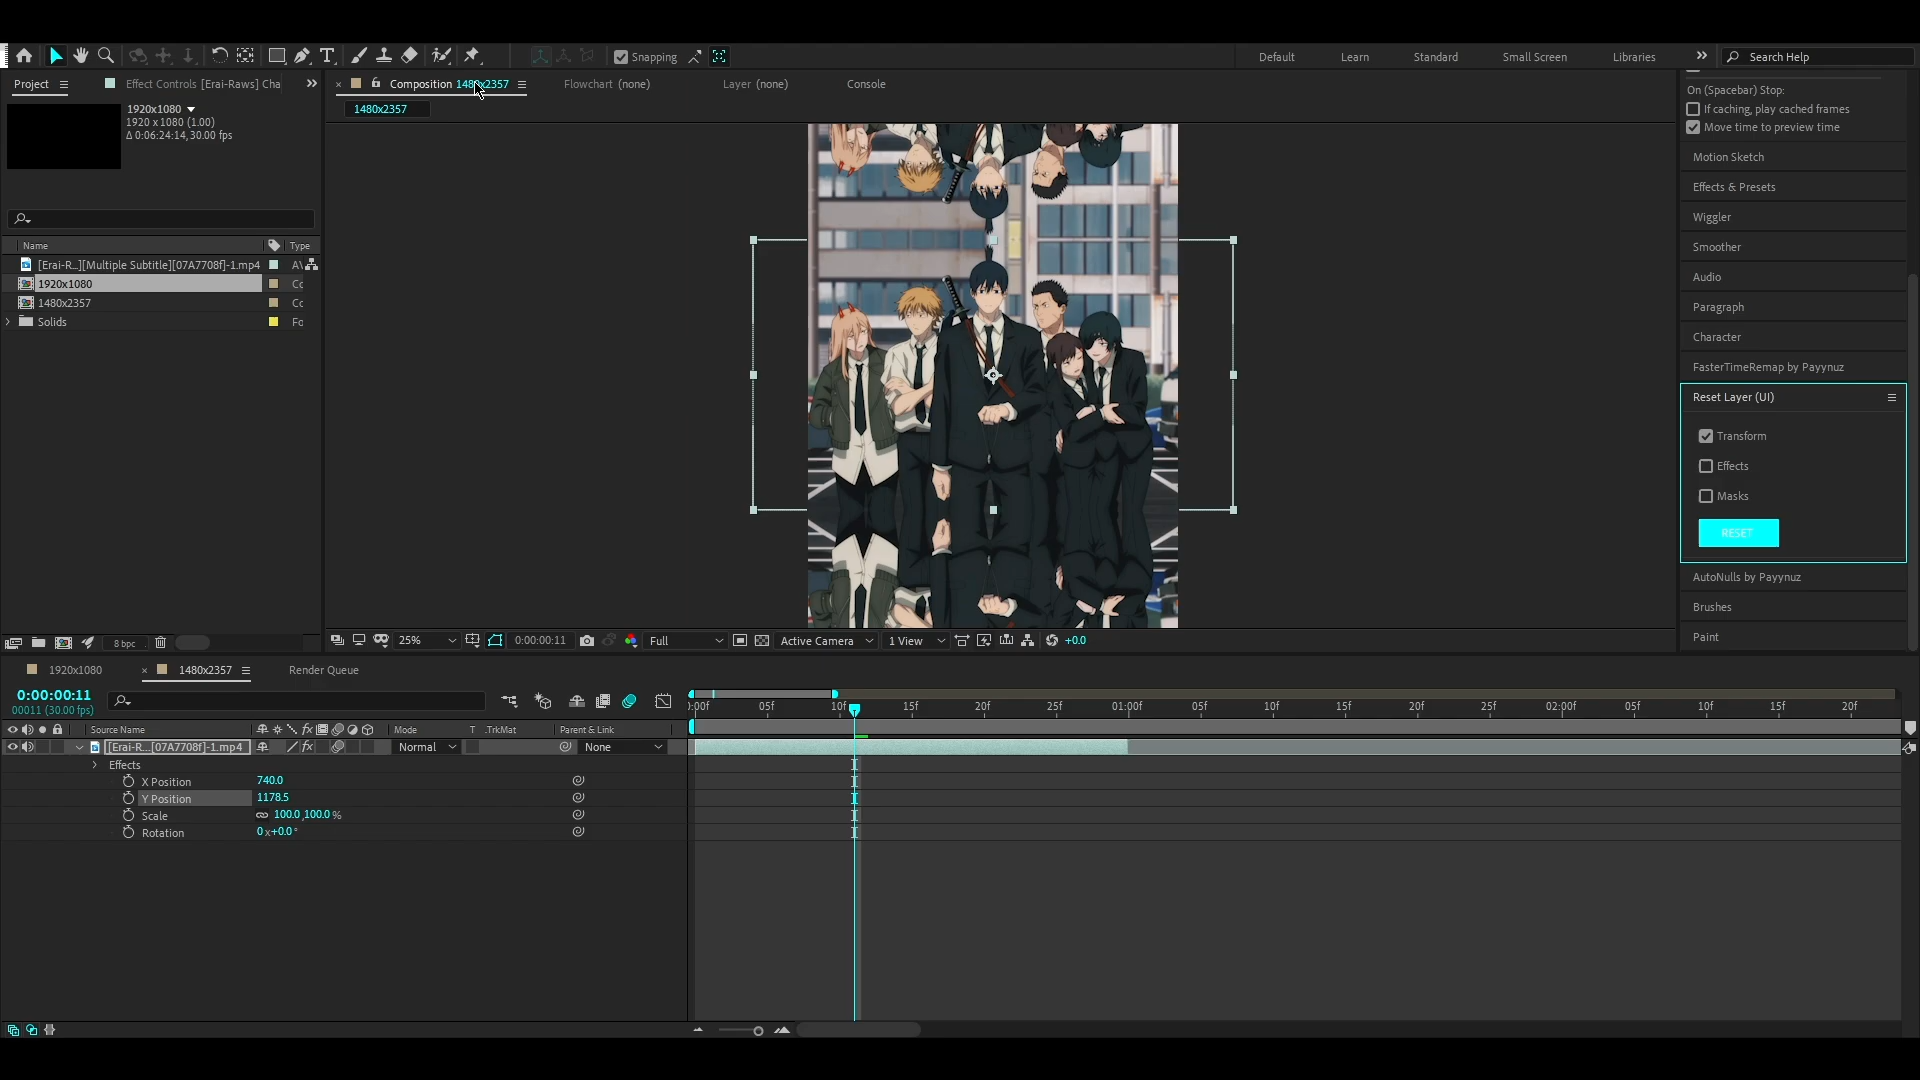 Snapping
Default
Learn
Standard
Small Screen
Libraries
Search Help
Project
Effect Controls [Erai-Raws] Cha
Composition 1480x2357
Flowchart (none)
Layer (none)
Console
1480x2357
1920x1080
1920 x 1080 (1.00)
Δ 0:06:24:14, 30.00 fps
Name
Type
[Erai-R...][Multiple Subtitle][07A7708f]-1.mp4
AV
1920x1080
Cc
1480x2357
Cc
Solids
Fo
8 bpc
25%
0:00:00:11
Full
Active Camera
1 View
+0.0
On (Spacebar) Stop:
If caching, play cached frames
Move time to preview time
Motion Sketch
Effects & Presets
Wiggler
Smoother
Audio
Paragraph
Character
FasterTimeRemap by Payynuz
Reset Layer (UI)
Transform
Effects
Masks
RESET
AutoNulls by Payynuz
Brushes
Paint
1920x1080
1480x2357
Render Queue
0:00:00:11
00011 (30.00 fps)
:00f
05f
10f
15f
20f
25f
01:00f
05f
10f
15f
20f
25f
02:00f
05f
10f
15f
20f
Source Name
Mode
T .TrkMat
Parent & Link
[Erai-R...[07A7708f]-1.mp4
Normal
None
Effects
X Position
740.0
Y Position
1178.5
Scale
100.0, 100.0 %
Rotation
0 x +0.0 °